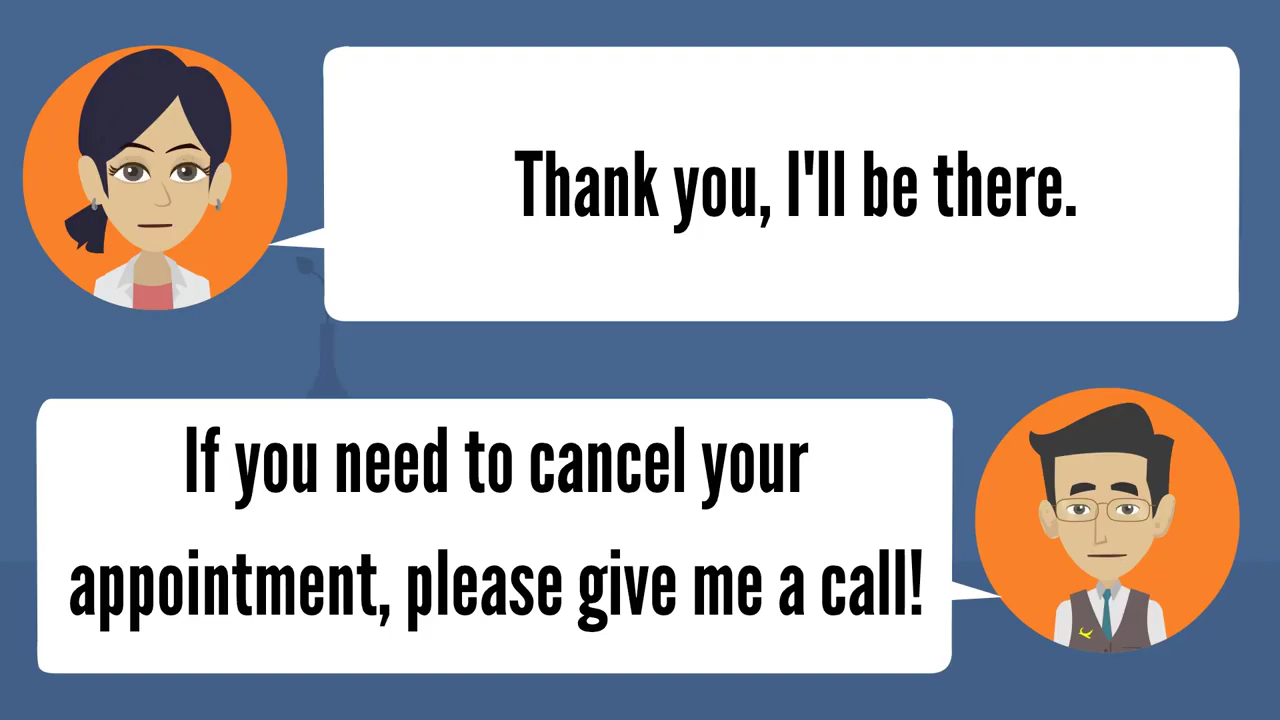 Thank you, I'll be there.
If you need to cancel your
appointment, please give me a call!